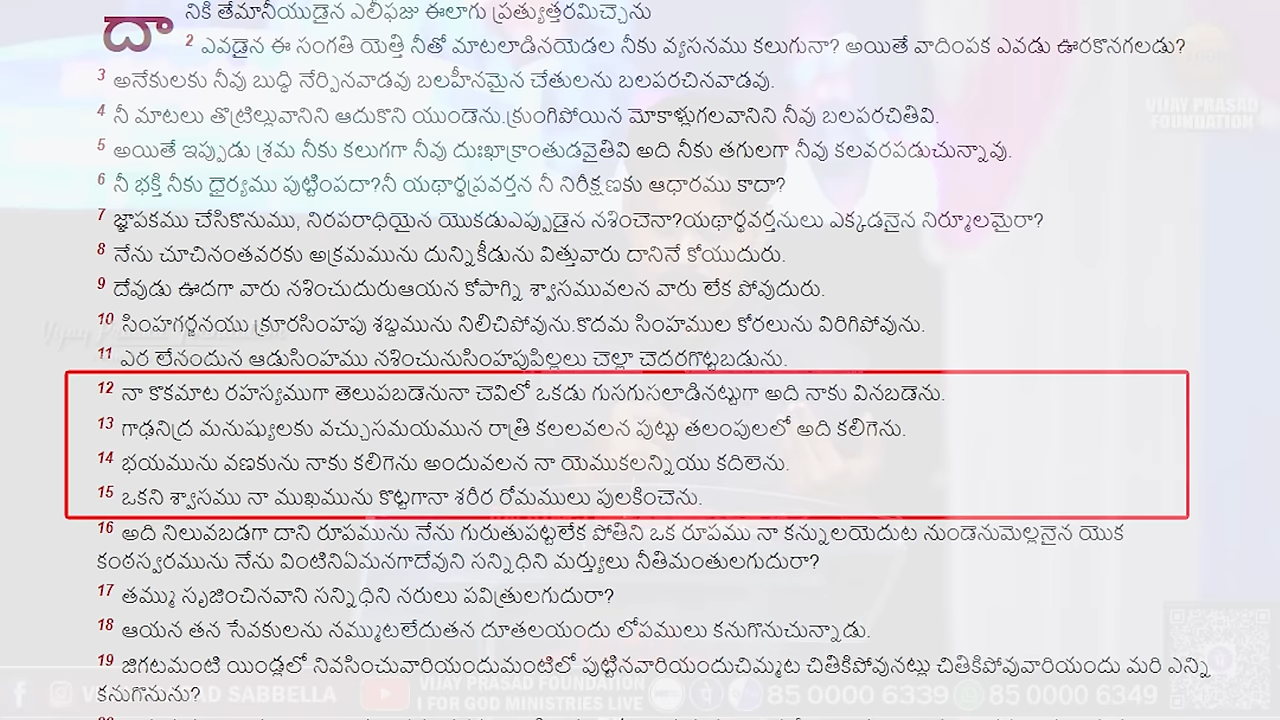 దానికి తేమానీయుడైన ఎలీఫజు ఈలాగు ప్రత్యుత్తరమిచ్చెను
2 ఎవడైన ఈ సంగతి యెత్తి నీతో మాటలాడినయెడల నీకు వ్యసనము కలుగునా? అయితే వాదింపక ఎవడు ఊరకొనగలడు?
3 అనేకులకు నీవు బుద్ధి నేర్పినవాడవు బలహీనమైన చేతులను బలపరచినవాడవు.
4 నీ మాటలు తొట్రిల్లువానిని ఆదుకొని యుండెను.క్రుంగిపోయిన మోకాళ్లుగలవానిని నీవు బలపరచితివి.
5 అయితే ఇప్పుడు శ్రమ నీకు కలుగగా నీవు దుఃఖాక్రాంతుడవైతివి అది నీకు తగులగా నీవు కలవరపడుచున్నావు.
6 నీ భక్తి నీకు ధైర్యము పుట్టింపదా?నీ యథార్థప్రవర్తన నీ నిరీక్షణకు ఆధారము కాదా?
7 జ్ఞాపకము చేసికొనుము, నిరపరాధియైన యొకడుఎప్పుడైన నశించెనా?యథార్థవర్తనులు ఎక్కడనైన నిర్మూలమైరా?
8 నేను చూచినంతవరకు అక్రమమును దున్నికీడును విత్తువారు దానినే కోయుదురు.
9 దేవుడు ఊదగా వారు నశించుదురుఆయన కోపాగ్ని శ్వాసమువలన వారు లేక పోవుదురు.
10 సింహగర్జనయు క్రూరసింహపు శబ్దమును నిలిచిపోవును.కొదమ సింహముల కోరలును విరిగిపోవును.
11 ఎర లేనందున ఆడుసింహము నశించునుసింహపుపిల్లలు చెల్లా చెదరగొట్టబడును.
12 నా కొకమాట రహస్యముగా తెలుపబడెనునా చెవిలో ఒకడు గుసగుసలాడినట్టుగా అది నాకు వినబడెను.
13 గాఢనిద్ర మనుష్యులకు వచ్చుసమయమున రాత్రి కలలవలన పుట్టు తలంపులలో అది కలిగెను.
14 భయమును వణకును నాకు కలిగెను అందువలన నా యెముకలన్నియు కదిలెను.
15 ఒకని శ్వాసము నా ముఖమును కొట్టగానా శరీర రోమములు పులకించెను.
16 అది నిలువబడగా దాని రూపమును నేను గురుతుపట్టలేక పోతిని ఒక రూపము నా కన్నులయెదుట నుండెనుమెల్లనైన యొక
కంఠస్వరమును నేను వింటినిఏమనగాదేవుని సన్నిధిని మర్త్యులు నీతిమంతులగుదురా?
17 తమ్ము సృజించినవాని సన్నిధిని నరులు పవిత్రులగుదురా?
18 ఆయన తన సేవకులను నమ్ముటలేదుతన దూతలయందు లోపములు కనుగొనుచున్నాడు.
19 జిగటమంటి యిండ్లలో నివసించువారియందుమంటిలో పుట్టినవారియందుచిమ్మట చితికిపోవునట్లు చితికిపోవువారియందు మరి ఎన్ని
కనుగొనును?
VIJAY PRASAD
FOUNDATION
VIJAY PRASAD FOUNDATION
I FOR GOD MINISTRIES LIVE
85 0000 6339
85 0000 6349